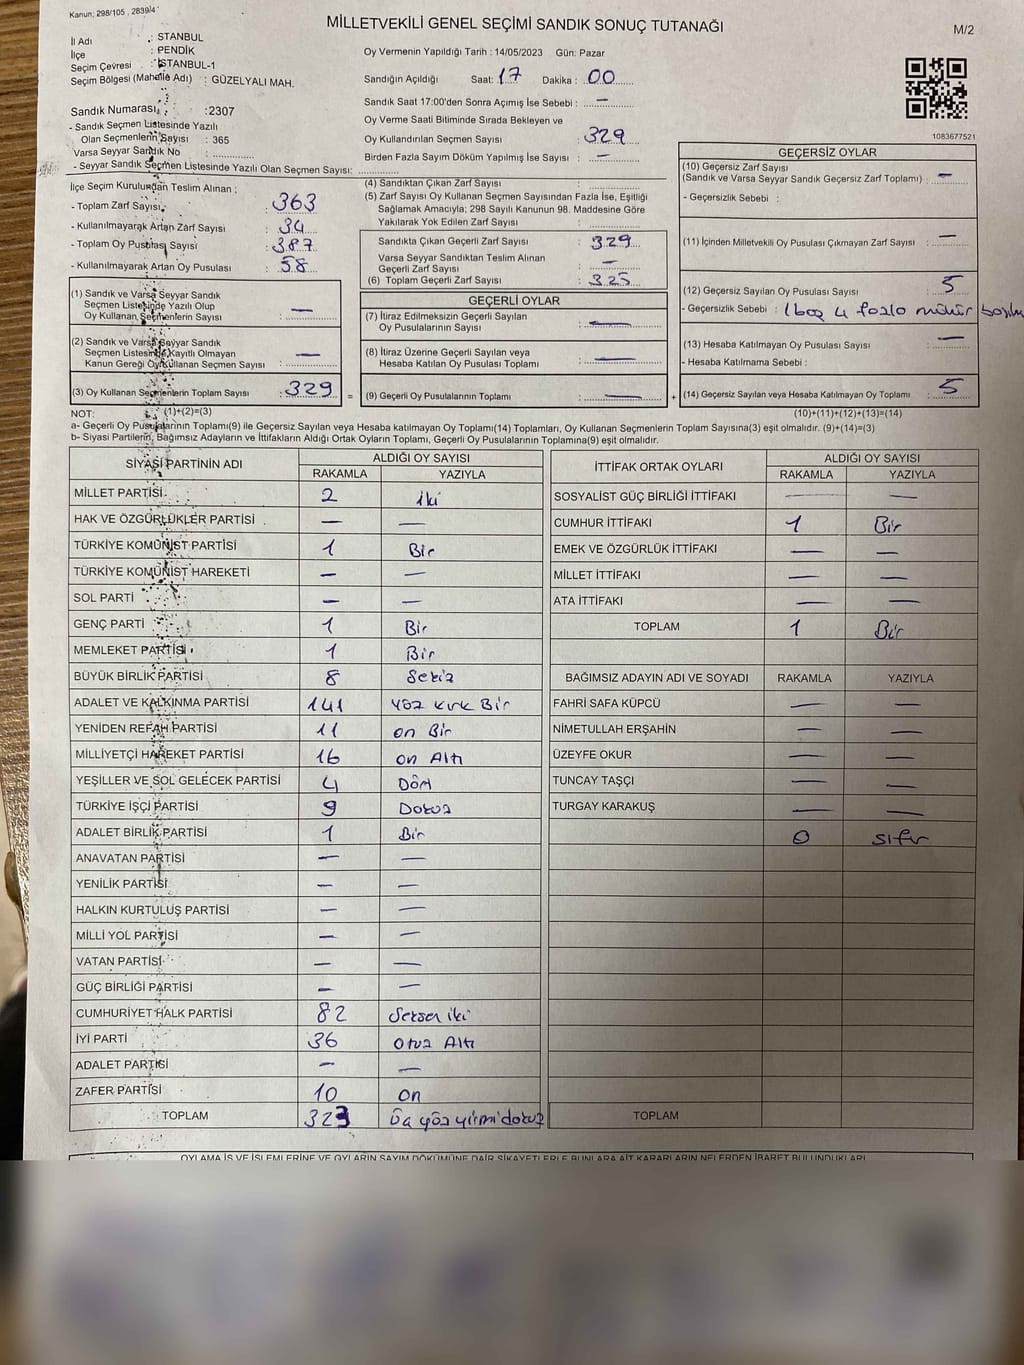 Kanun; 298/105 , 2839/4
MİLLETVEKİLİ GENEL SEÇİMİ SANDIK SONUÇ TUTANAĞI
M/2
İl Adı : İSTANBUL
İlçe : PENDİK
Seçim Çevresi : İSTANBUL-1
Seçim Bölgesi (Mahalle Adı) : GÜZELYALI MAH.
Oy Vermenin Yapıldığı Tarih : 14/05/2023 Gün: Pazar
Sandığın Açıldığı Saat: 17 Dakika : 00
Sandık Saat 17:00'den Sonra Açımış İse Sebebi : —
Oy Verme Saati Bitiminde Sırada Bekleyen ve
Oy Kullandırılan Seçmen Sayısı : 329
Birden Fazla Sayım Döküm Yapılmış İse Sayısı : —
1083677521
Sandık Numarası : 2307
- Sandık Seçmen Listesinde Yazılı
Olan Seçmenlerin Sayısı : 365
Varsa Seyyar Sandık No :
- Seyyar Sandık Seçmen Listesinde Yazılı Olan Seçmen Sayısı:
İlçe Seçim Kurulundan Teslim Alınan ;
- Toplam Zarf Sayısı : 363
- Kullanılmayarak Artan Zarf Sayısı : 34
- Toplam Oy Pusulası Sayısı : 387
- Kullanılmayarak Artan Oy Pusulası : 58
(1) Sandık ve Varsa Seyyar Sandık
Seçmen Listesinde Yazılı Olup
Oy Kullanan Seçmenlerin Sayısı : —
(2) Sandık ve Varsa Seyyar Sandık
Seçmen Listesinde Kayıtlı Olmayan
Kanun Gereği Oy Kullanan Seçmen Sayısı : —
(3) Oy Kullanan Seçmenlerin Toplam Sayısı : 329 =
(4) Sandıktan Çıkan Zarf Sayısı :
(5) Zarf Sayısı Oy Kullanan Seçmen Sayısından Fazla İse, Eşitliği
Sağlamak Amacıyla; 298 Sayılı Kanunun 98. Maddesine Göre
Yakılarak Yok Edilen Zarf Sayısı :
Sandıkta Çıkan Geçerli Zarf Sayısı : 329
Varsa Seyyar Sandıktan Teslim Alınan
Geçerli Zarf Sayısı : —
(6) Toplam Geçerli Zarf Sayısı : 325
GEÇERLİ OYLAR
(7) İtiraz Edilmeksizin Geçerli Sayılan
Oy Pusulalarının Sayısı : —
(8) İtiraz Üzerine Geçerli Sayılan veya
Hesaba Katılan Oy Pusulası Toplamı : —
(9) Geçerli Oy Pusulalarının Toplamı : — +
GEÇERSİZ OYLAR
(10) Geçersiz Zarf Sayısı
(Sandık ve Varsa Seyyar Sandık Geçersiz Zarf Toplamı) : —
- Geçersizlik Sebebi :
(11) İçinden Milletvekili Oy Pusulası Çıkmayan Zarf Sayısı : —
(12) Geçersiz Sayılan Oy Pusulası Sayısı : 5
- Geçersizlik Sebebi : 1 boş 4 fazla mühür
(13) Hesaba Katılmayan Oy Pusulası Sayısı : —
- Hesaba Katılmama Sebebi :
(14) Geçersiz Sayılan veya Hesaba Katılmayan Oy Toplamı : 5
NOT: (1)+(2)=(3) (10)+(11)+(12)+(13)=(14)
a- Geçerli Oy Pusulalarının Toplamı(9) ile Geçersiz Sayılan veya Hesaba katılmayan Oy Toplamı(14) Toplamları, Oy Kullanan Seçmenlerin Toplam Sayısına(3) eşit olmalıdır. (9)+(14)=(3)
b- Siyasi Partilerin, Bağımsız Adayların ve İttifakların Aldığı Ortak Oyların Toplamı, Geçerli Oy Pusulalarının Toplamına(9) eşit olmalıdır.
SİYASİ PARTİNİN ADI ALDIĞI OY SAYISI
RAKAMLA YAZIYLA
MİLLET PARTİSİ 2 iki
HAK VE ÖZGÜRLÜKLER PARTİSİ — —
TÜRKİYE KOMÜNİST PARTİSİ 1 Bir
TÜRKİYE KOMÜNİST HAREKETİ — —
SOL PARTİ — —
GENÇ PARTİ 1 Bir
MEMLEKET PARTİSİ 1 Bir
BÜYÜK BİRLİK PARTİSİ 8 Sekiz
ADALET VE KALKINMA PARTİSİ 141 Yüz kırk Bir
YENİDEN REFAH PARTİSİ 11 on Bir
MİLLİYETÇİ HAREKET PARTİSİ 16 on Altı
YEŞİLLER VE SOL GELECEK PARTİSİ 4 Dört
TÜRKİYE İŞÇİ PARTİSİ 9 Dokuz
ADALET BİRLİK PARTİSİ 1 Bir
ANAVATAN PARTİSİ — —
YENİLİK PARTİSİ — —
HALKIN KURTULUŞ PARTİSİ — —
MİLLİ YOL PARTİSİ — —
VATAN PARTİSİ — —
GÜÇ BİRLİĞİ PARTİSİ — —
CUMHURİYET HALK PARTİSİ 82 Seksen iki
İYİ PARTİ 36 Otuz Altı
ADALET PARTİSİ — —
ZAFER PARTİSİ 10 on
TOPLAM 323 Üç yüz yirmi dokuz
İTTİFAK ORTAK OYLARI ALDIĞI OY SAYISI
RAKAMLA YAZIYLA
SOSYALİST GÜÇ BİRLİĞİ İTTİFAKI — —
CUMHUR İTTİFAKI 1 Bir
EMEK VE ÖZGÜRLÜK İTTİFAKI — —
MİLLET İTTİFAKI — —
ATA İTTİFAKI — —
TOPLAM 1 Bir
BAĞIMSIZ ADAYIN ADI VE SOYADI RAKAMLA YAZIYLA
FAHRİ SAFA KÜPCÜ — —
NİMETULLAH ERŞAHİN — —
ÜZEYFE OKUR — —
TUNCAY TAŞÇI — —
TURGAY KARAKUŞ — —
0 sıfır
TOPLAM
OYLAMA İŞ VE İŞLEMLERİNE VE OYLARIN SAYIM DÖKÜMÜNE DAİR ŞİKAYETLERLE BUNLARA AİT KARARLARIN NELERDEN İBARET BULUNDUKLARI